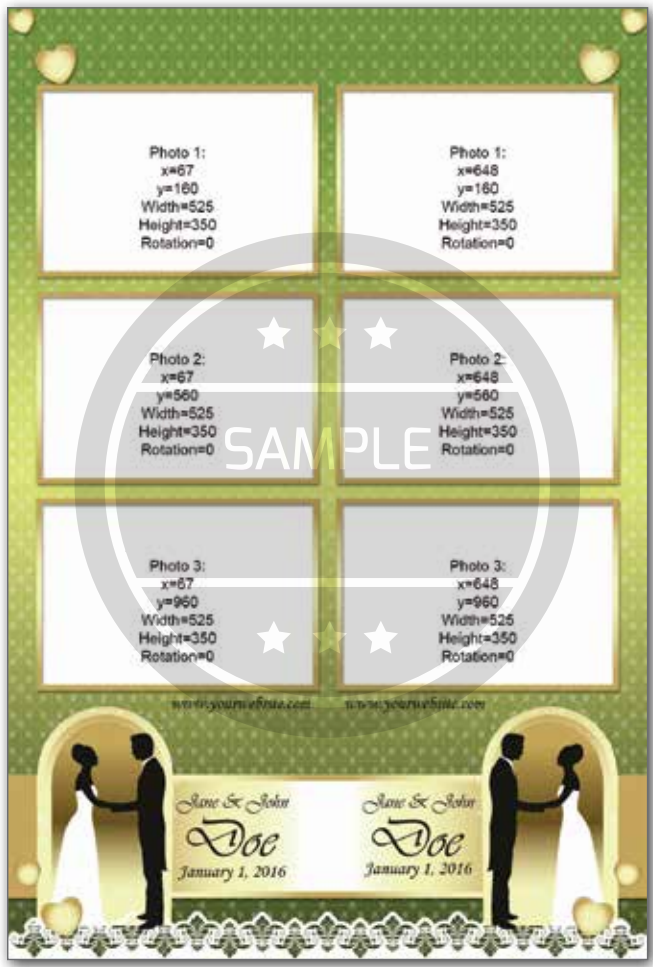 Photo 1:
x=67
y=160
Width=525
Height=350
Rotation=0
Photo 1:
x=648
y=160
Width=525
Height=350
Rotation=0
Photo 2:
x=67
y=560
Width=525
Height=350
Rotation=0
Photo 2:
x=648
y=560
Width=525
Height=350
Rotation=0
SAMPLE
Photo 3:
x=67
y=960
Width=525
Height=350
Rotation=0
Photo 3:
x=648
y=960
Width=525
Height=350
Rotation=0
www.yourwebsite.com
www.yourwebsite.com
Jane & John
Doe
January 1, 2016
Jane & John
Doe
January 1, 2016